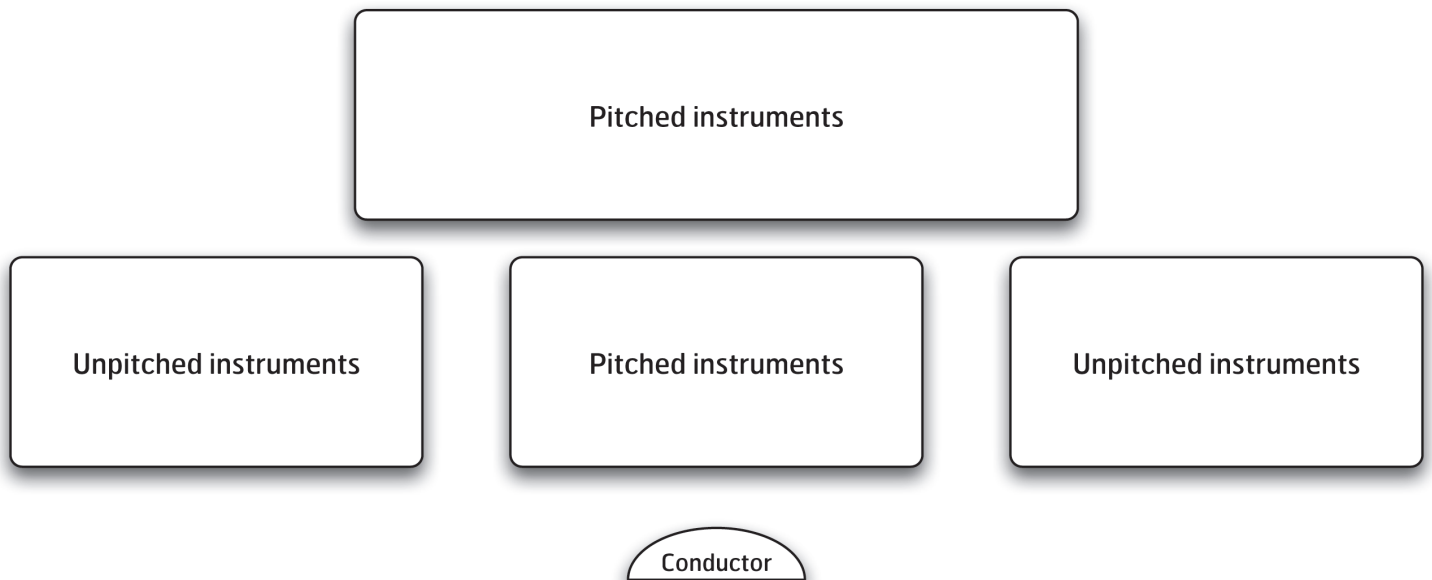 Pitched instruments
Unpitched instruments
Pitched instruments
Unpitched instruments
Conductor